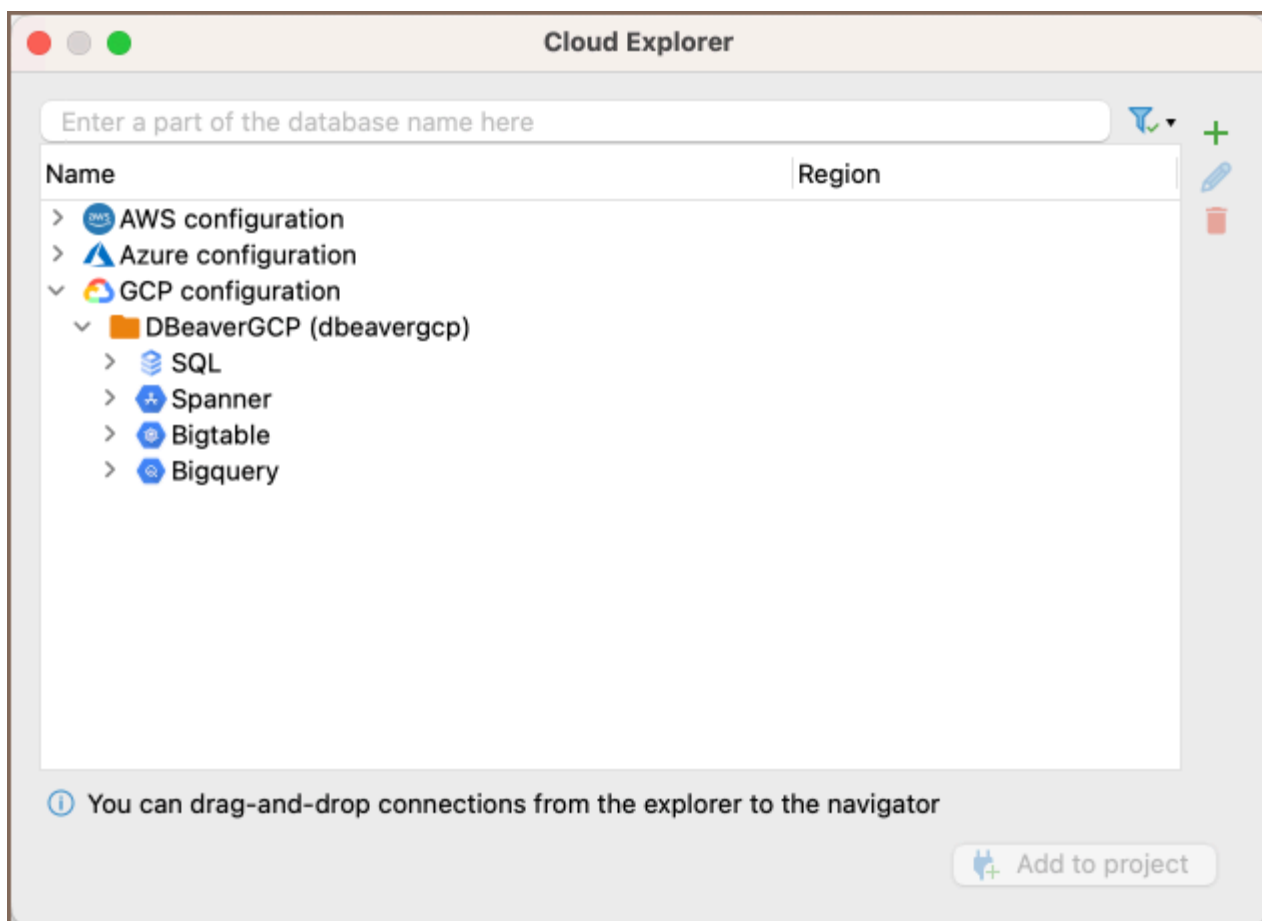 Cloud Explorer
Enter a part of the database name here
Name Region
aws AWS configuration
Azure configuration
GCP configuration
DBeaverGCP (dbeavergcp)
SQL
Spanner
Bigtable
Bigquery
You can drag-and-drop connections from the explorer to the navigator
Add to project